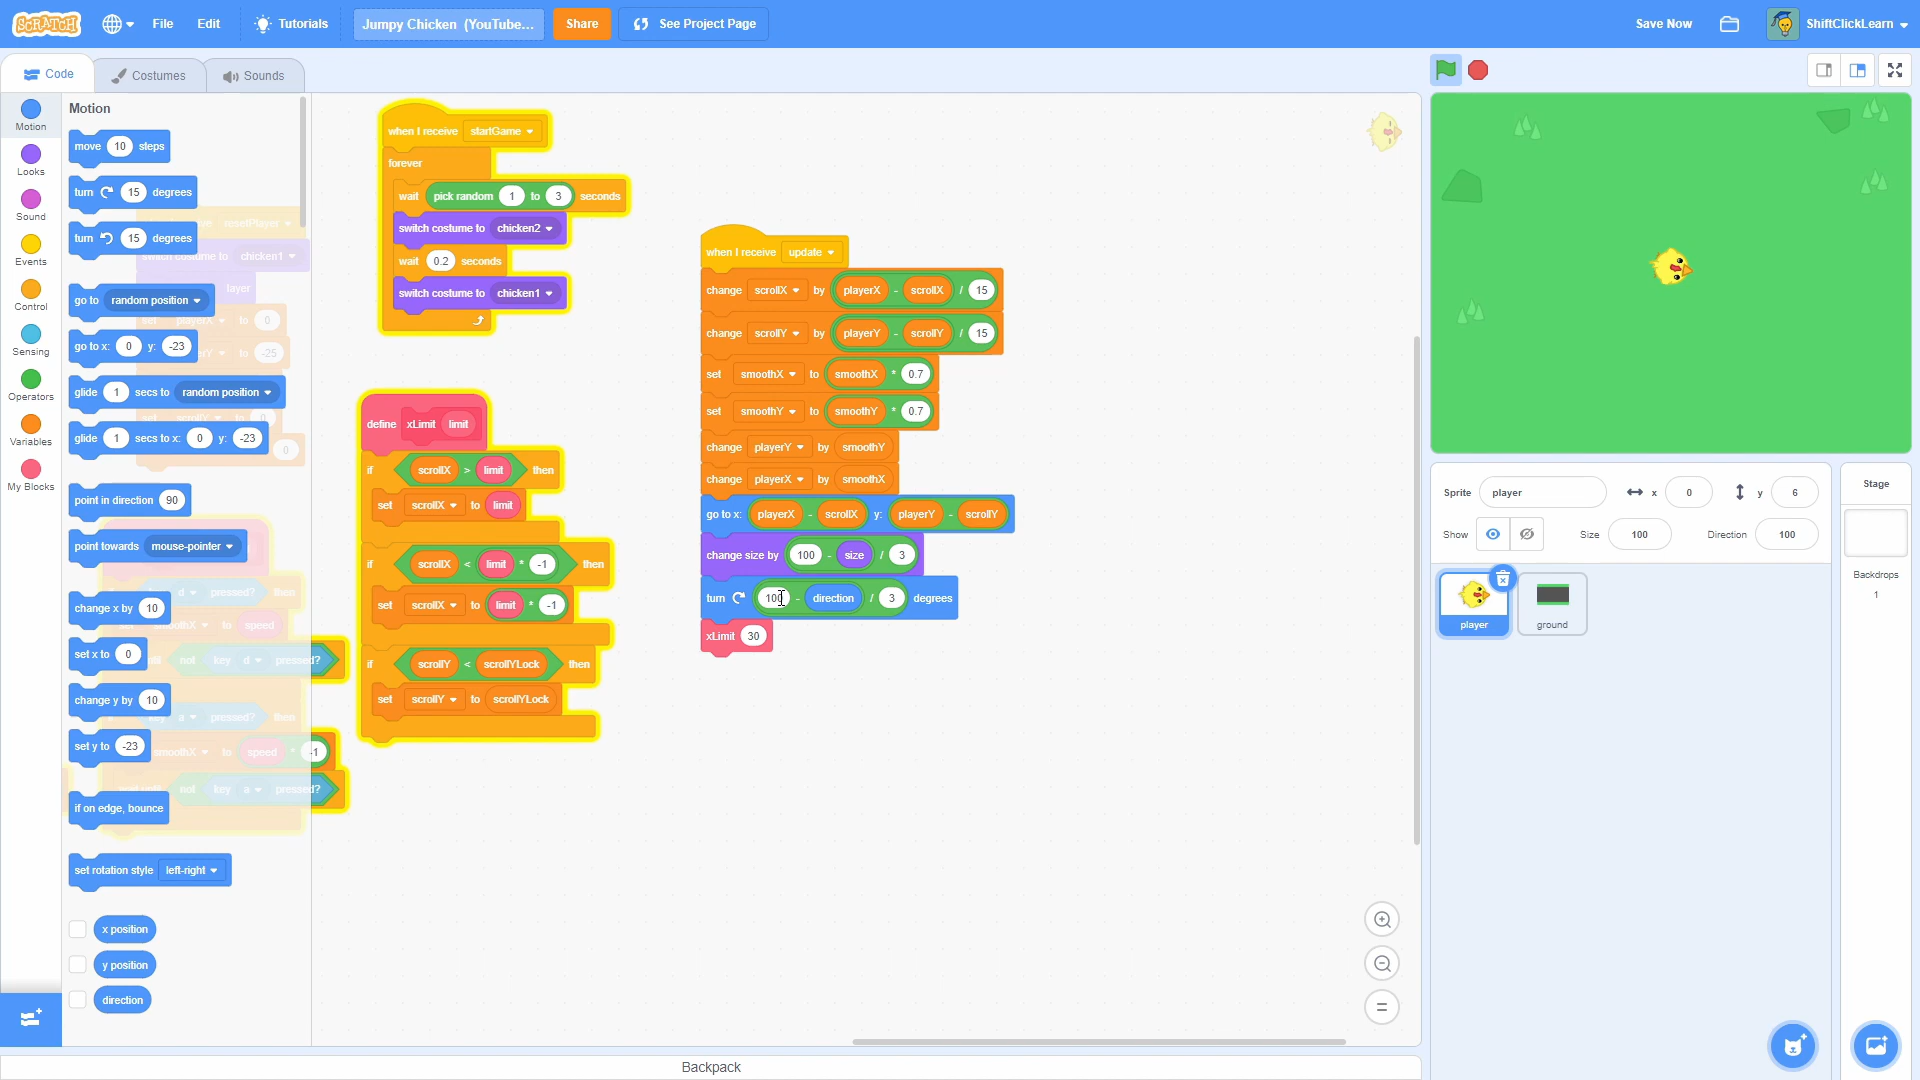 SCRATCH
File
Edit
Tutorials
Jumpy Chicken (YouTube...
Share
See Project Page
Save Now
ShiftClickLearn
Code
Costumes
Sounds
Motion
Looks
Sound
Events
Control
Sensing
Operators
Variables
My Blocks
Motion
move 10 steps
turn 15 degrees
turn 15 degrees
go to random position
go to x: 0 y: -23
glide 1 secs to random position
glide 1 secs to x: 0 y: -23
point in direction 90
point towards mouse-pointer
change x by 10
set x to 0
change y by 10
set y to -23
if on edge, bounce
set rotation style left-right
x position
y position
direction
when I receive startGame
forever
wait pick random 1 to 3 seconds
switch costume to chicken2
wait 0.2 seconds
switch costume to chicken1
define xLimit limit
if scrollX > limit then
set scrollX to limit
if scrollX < limit * -1 then
set scrollX to limit * -1
if scrollY < scrollYLock then
set scrollY to scrollYLock
when I receive update
change scrollX by playerX - scrollX / 15
change scrollY by playerY - scrollY / 15
set smoothX to smoothX * 0.7
set smoothY to smoothY * 0.7
change playerY by smoothY
change playerX by smoothX
go to x: playerX - scrollX y: playerY - scrollY
change size by 100 - size / 3
turn 100 - direction / 3 degrees
xLimit 30
Sprite player x 0 y 6
Show Size 100 Direction 100
player
ground
Stage
Backdrops
1
Backpack